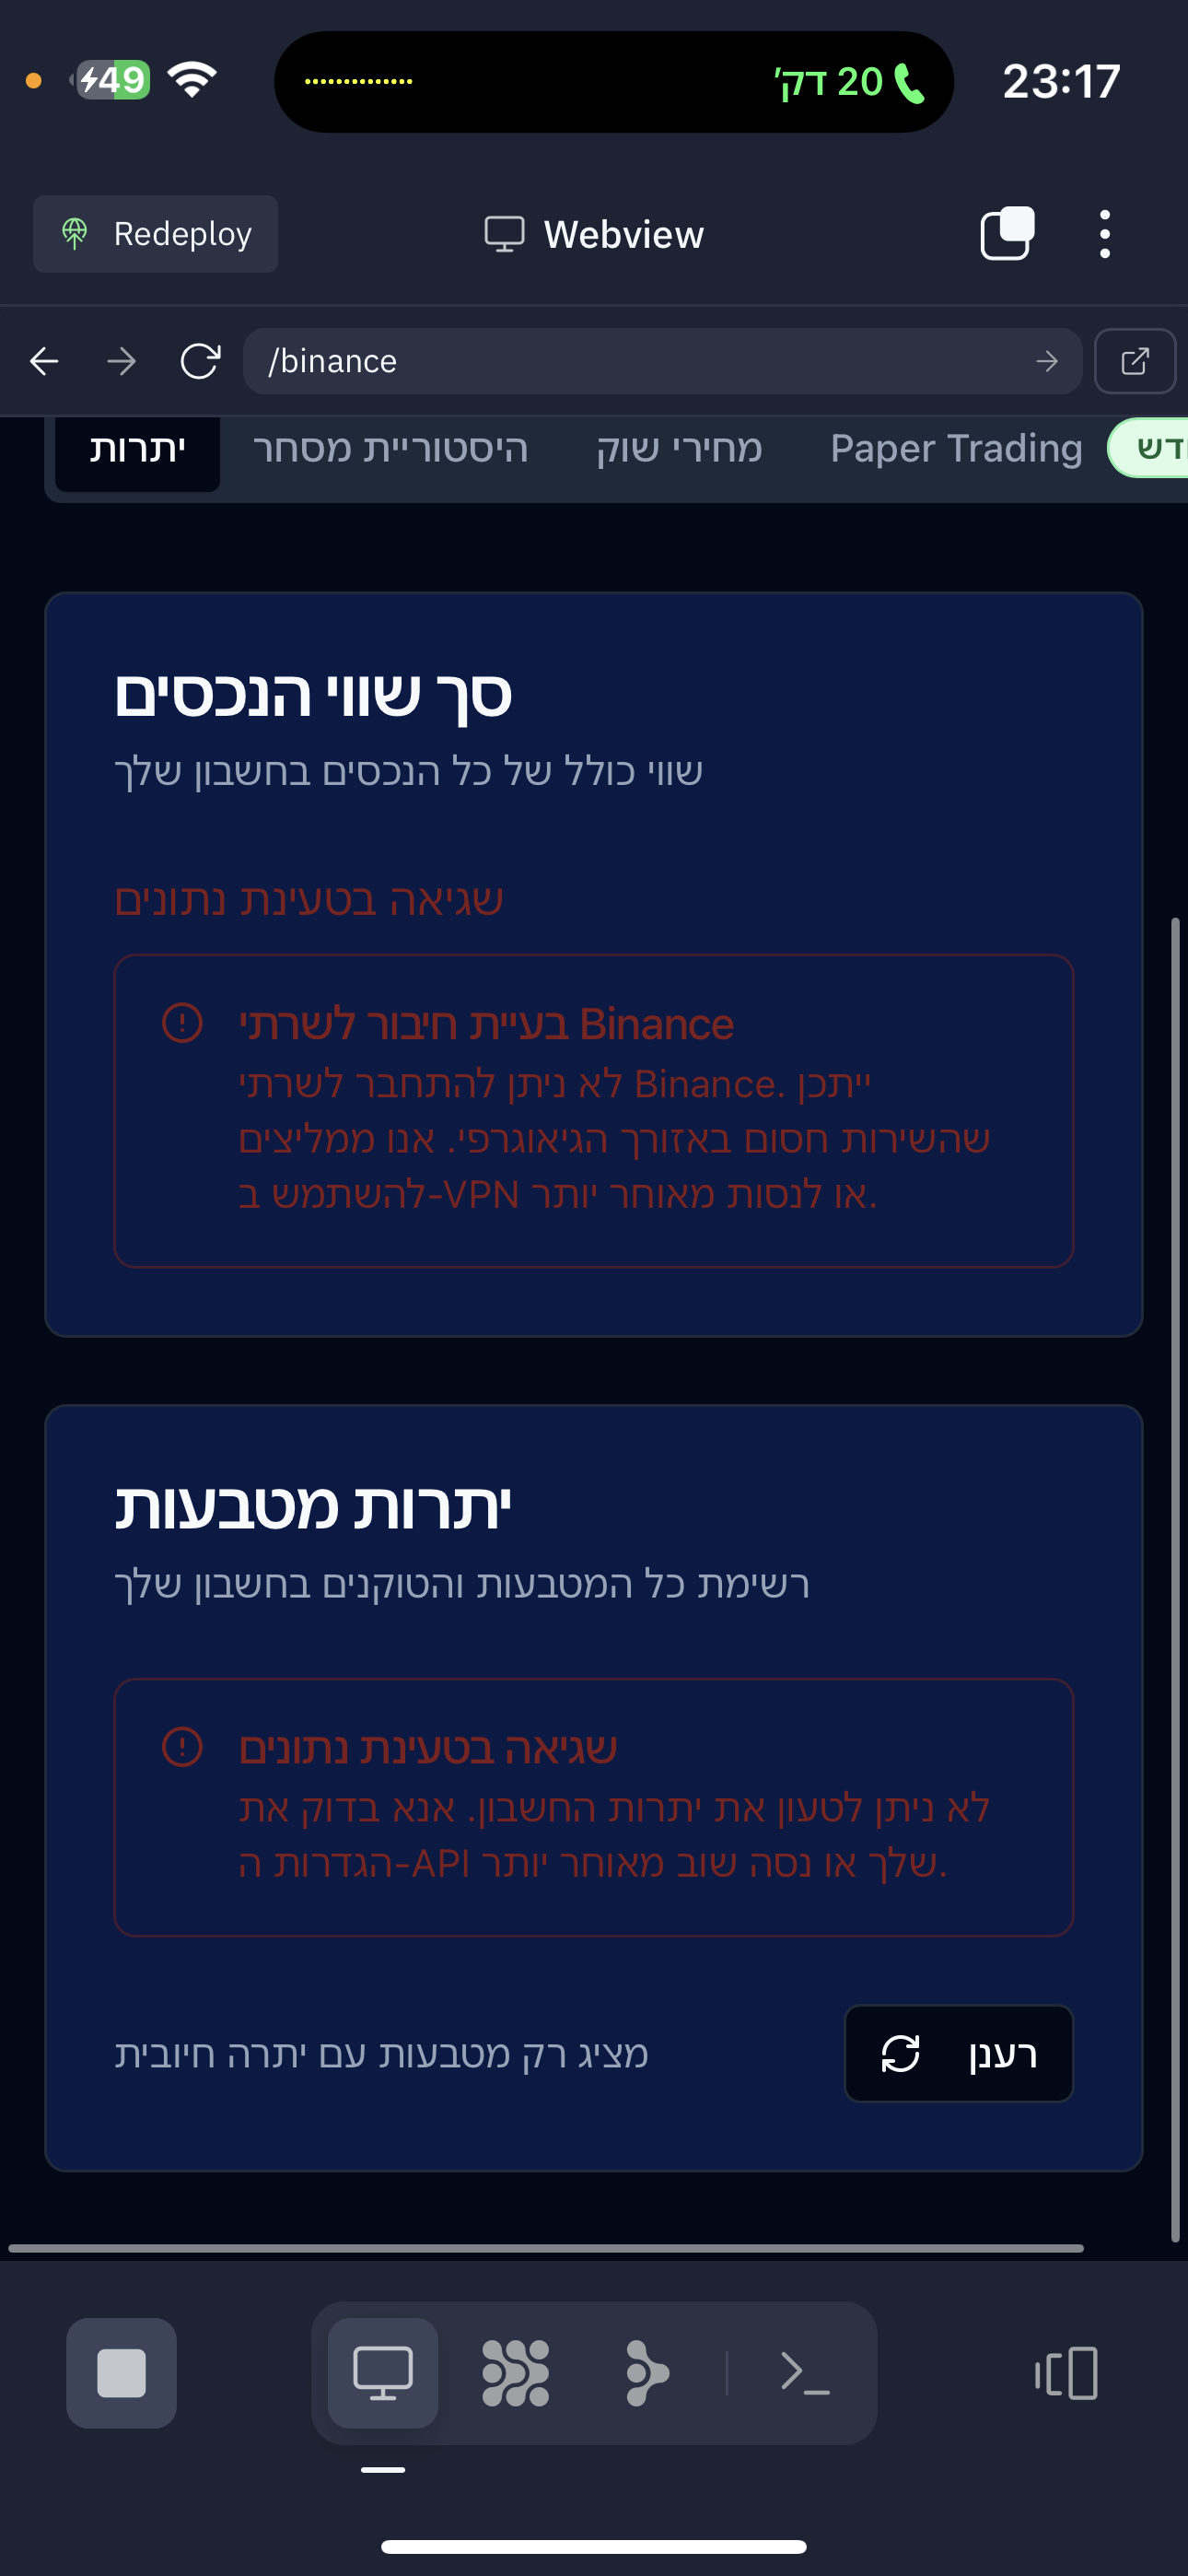 23:17
20 דק׳
49
Redeploy
Webview
/binance
יתרות
היסטוריית מסחר
מחירי שוק
Paper Trading
סך שווי הנכסים
שווי כולל של כל הנכסים בחשבון שלך
שגיאה בטעינת נתונים
בעיית חיבור לשרתי Binance
לא ניתן להתחבר לשרתי Binance. ייתכן
שהשירות חסום באזורך הגיאוגרפי. אנו ממליצים
להשתמש ב-VPN או לנסות מאוחר יותר.
יתרות מטבעות
רשימת כל המטבעות והטוקנים בחשבון שלך
שגיאה בטעינת נתונים
לא ניתן לטעון את יתרות החשבון. אנא בדוק את
הגדרות ה-API שלך או נסה שוב מאוחר יותר.
מציג רק מטבעות עם יתרה חיובית
רענן